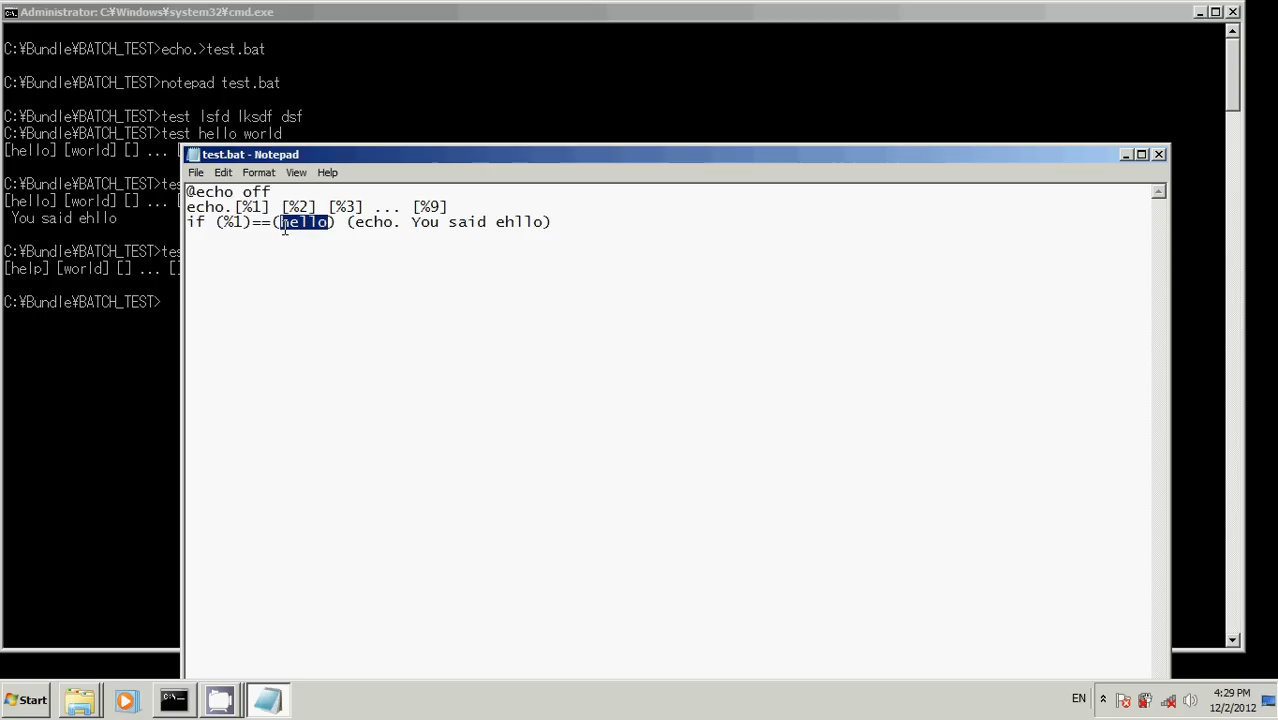 Administrator: C:¥Windows¥system32¥cmd.exe
C:¥Bundle¥BATCH_TEST>echo.>test.bat
C:¥Bundle¥BATCH_TEST>notepad test.bat
C:¥Bundle¥BATCH_TEST>test lsfd lksdf dsf
C:¥Bundle¥BATCH_TEST>test hello world
[hello] [world] [] ... [
C:¥Bundle¥BATCH_TEST>tes
[hello] [world] [] ... [
You said ehllo
C:¥Bundle¥BATCH_TEST>tes
[help] [world] [] ... []
C:¥Bundle¥BATCH_TEST>
test.bat - Notepad
File Edit Format View Help
@echo off
echo.[%1] [%2] [%3] ... [%9]
if (%1)==(hello) (echo. You said ehllo)
Start
EN
4:29 PM
12/2/2012